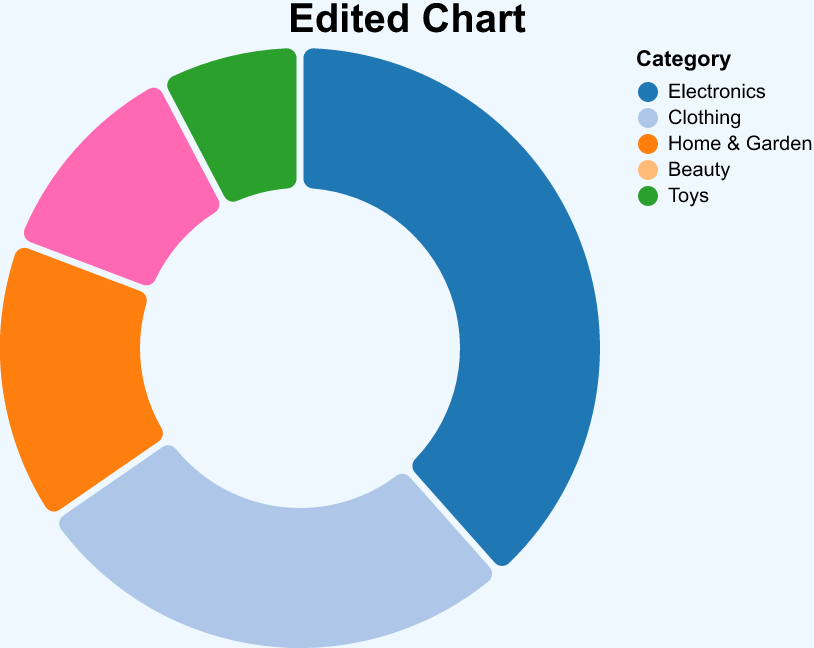 Edited Chart
Category
Electronics
Clothing
Home & Garden
Beauty
Toys